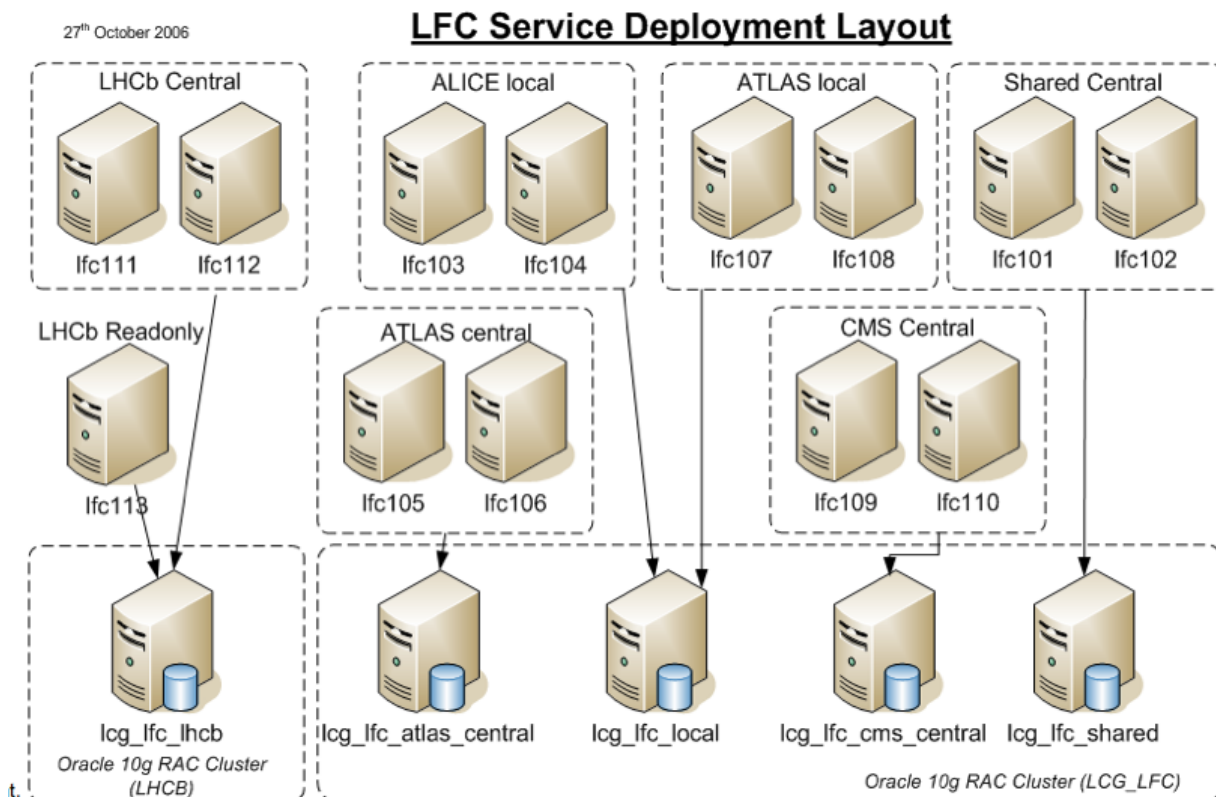 27th October 2006
LFC Service Deployment Layout
LHCb Central
ALICE local
ATLAS local
Shared Central
lfc111
lfc112
lfc103
lfc104
lfc107
lfc108
lfc101
lfc102
LHCb Readonly
ATLAS central
CMS Central
lfc113
lfc105
lfc106
lfc109
lfc110
lcg_lfc_lhcb
lcg_lfc_atlas_central
lcg_lfc_local
lcg_lfc_cms_central
lcg_lfc_shared
Oracle 10g RAC Cluster
(LHCB)
Oracle 10g RAC Cluster (LCG_LFC)
t.